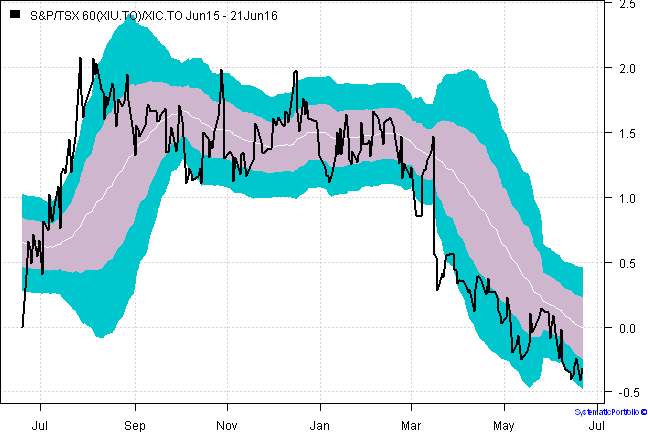 S&P/TSX 60(XIU.TO)/XIC.TO Jun15 - 21Jun16
2.5
2.0
1.5
1.0
0.5
0.0
-0.5
Jul Sep Nov Jan Mar May Jul
SystematicPortfolio ©